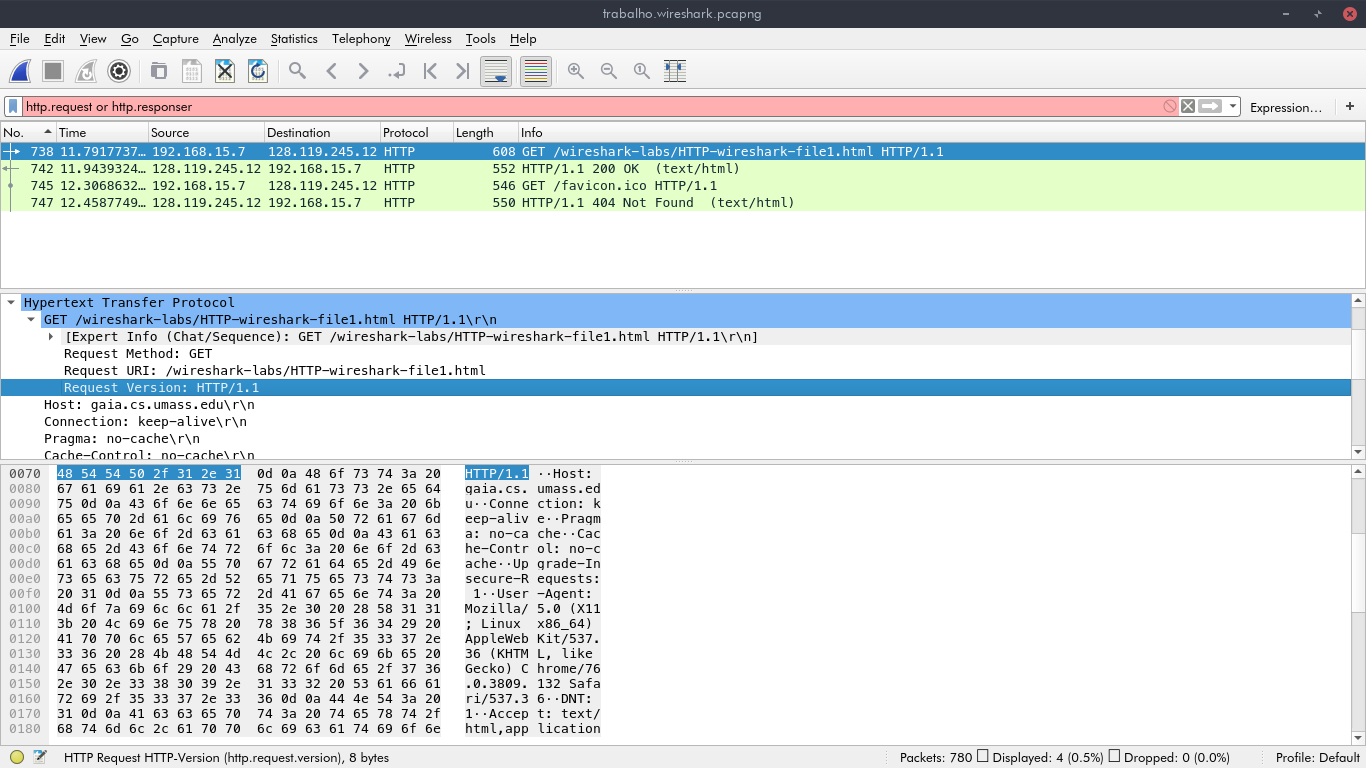 trabalho.wireshark.pcapng
File Edit View Go Capture Analyze Statistics Telephony Wireless Tools Help
http.request or http.responser Expression… +
No. Time Source Destination Protocol Length Info
738 11.7917737… 192.168.15.7 128.119.245.12 HTTP 608 GET /wireshark-labs/HTTP-wireshark-file1.html HTTP/1.1
742 11.9439324… 128.119.245.12 192.168.15.7 HTTP 552 HTTP/1.1 200 OK (text/html)
745 12.3068632… 192.168.15.7 128.119.245.12 HTTP 546 GET /favicon.ico HTTP/1.1
747 12.4587749… 128.119.245.12 192.168.15.7 HTTP 550 HTTP/1.1 404 Not Found (text/html)
Hypertext Transfer Protocol
GET /wireshark-labs/HTTP-wireshark-file1.html HTTP/1.1\r\n
[Expert Info (Chat/Sequence): GET /wireshark-labs/HTTP-wireshark-file1.html HTTP/1.1\r\n]
Request Method: GET
Request URI: /wireshark-labs/HTTP-wireshark-file1.html
Request Version: HTTP/1.1
Host: gaia.cs.umass.edu\r\n
Connection: keep-alive\r\n
Pragma: no-cache\r\n
Cache-Control: no-cache\r\n
0070 48 54 54 50 2f 31 2e 31 0d 0a 48 6f 73 74 3a 20 HTTP/1.1 ··Host:
0080 67 61 69 61 2e 63 73 2e 75 6d 61 73 73 2e 65 64 gaia.cs. umass.ed
0090 75 0d 0a 43 6f 6e 6e 65 63 74 69 6f 6e 3a 20 6b u··Conne ction: k
00a0 65 65 70 2d 61 6c 69 76 65 0d 0a 50 72 61 67 6d eep-aliv e··Pragm
00b0 61 3a 20 6e 6f 2d 63 61 63 68 65 0d 0a 43 61 63 a: no-ca che··Cac
00c0 68 65 2d 43 6f 6e 74 72 6f 6c 3a 20 6e 6f 2d 63 he-Contr ol: no-c
00d0 61 63 68 65 0d 0a 55 70 67 72 61 64 65 2d 49 6e ache··Up grade-In
00e0 73 65 63 75 72 65 2d 52 65 71 75 65 73 74 73 3a secure-R equests:
00f0 20 31 0d 0a 55 73 65 72 2d 41 67 65 6e 74 3a 20 1··User -Agent:
0100 4d 6f 7a 69 6c 6c 61 2f 35 2e 30 20 28 58 31 31 Mozilla/ 5.0 (X11
0110 3b 20 4c 69 6e 75 78 20 78 38 36 5f 36 34 29 20 ; Linux x86_64)
0120 41 70 70 6c 65 57 65 62 4b 69 74 2f 35 33 37 2e AppleWeb Kit/537.
0130 33 36 20 28 4b 48 54 4d 4c 2c 20 6c 69 6b 65 20 36 (KHTM L, like
0140 47 65 63 6b 6f 29 20 43 68 72 6f 6d 65 2f 37 36 Gecko) C hrome/76
0150 2e 30 2e 33 38 30 39 2e 31 33 32 20 53 61 66 61 .0.3809. 132 Safa
0160 72 69 2f 35 33 37 2e 33 36 0d 0a 44 4e 54 3a 20 ri/537.3 6··DNT:
0170 31 0d 0a 41 63 63 65 70 74 3a 20 74 65 78 74 2f 1··Accep t: text/
0180 68 74 6d 6c 2c 61 70 70 6c 69 63 61 74 69 6f 6e html,app lication
HTTP Request HTTP-Version (http.request.version), 8 bytes Packets: 780 Displayed: 4 (0.5%) Dropped: 0 (0.0%) Profile: Default